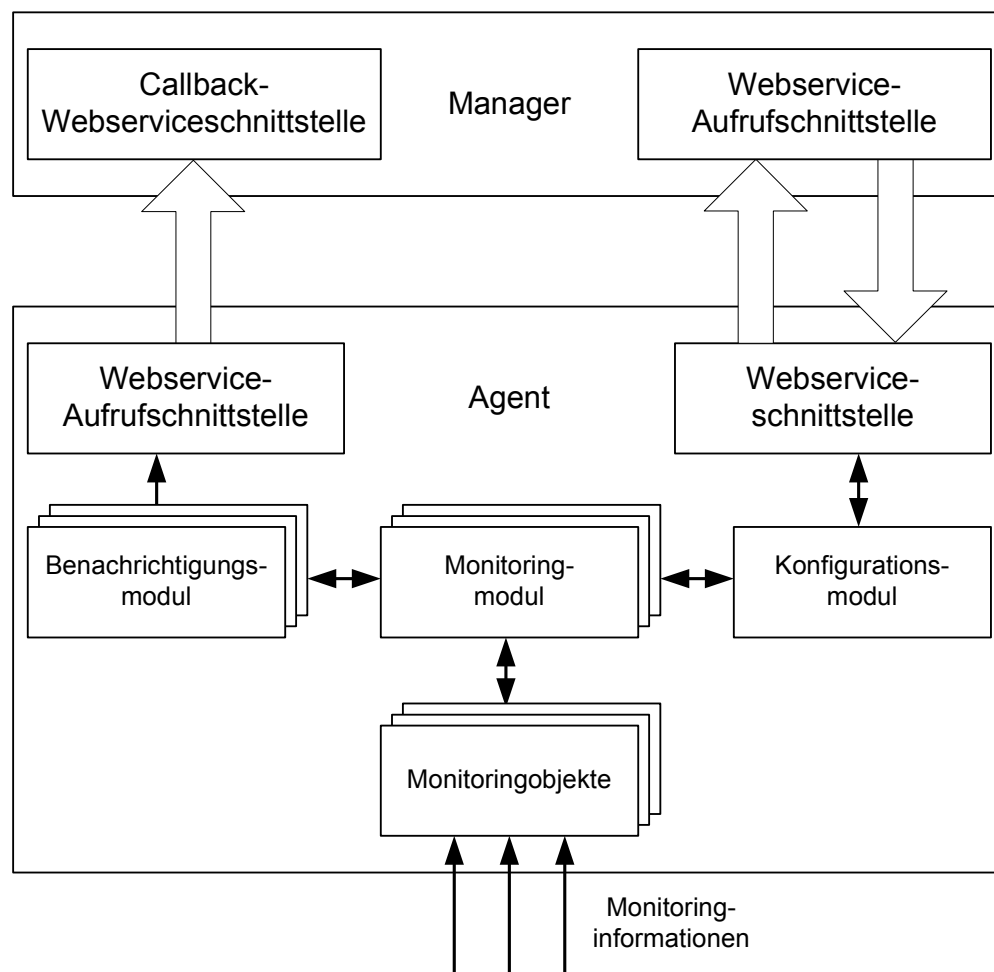 Callback-
Webserviceschnittstelle
Manager
Webservice-
Aufrufschnittstelle
Webservice-
Aufrufschnittstelle
Agent
Webservice-
schnittstelle
Benachrichtigungs-
modul
Monitoring-
modul
Konfigurations-
modul
Monitoringobjekte
Monitoring-
informationen